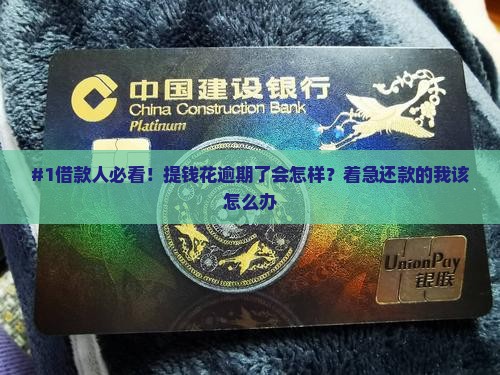 中国建设银行
China Construction Bank
Platinum
#1借款人必看！提钱花逾期了会怎样？着急还款的我该
怎么办
UnionPay
银联